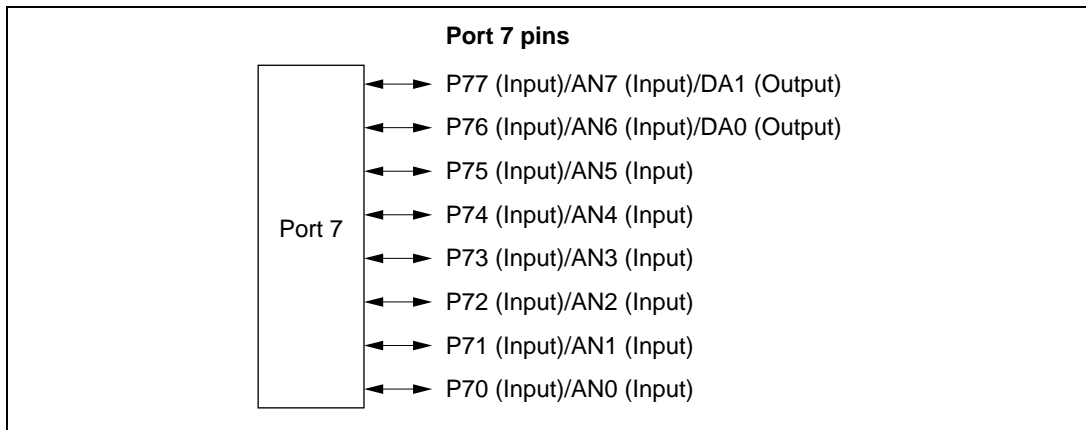 Port 7 pins
P77 (Input)/AN7 (Input)/DA1 (Output)
P76 (Input)/AN6 (Input)/DA0 (Output)
P75 (Input)/AN5 (Input)
P74 (Input)/AN4 (Input)
Port 7
P73 (Input)/AN3 (Input)
P72 (Input)/AN2 (Input)
P71 (Input)/AN1 (Input)
P70 (Input)/AN0 (Input)